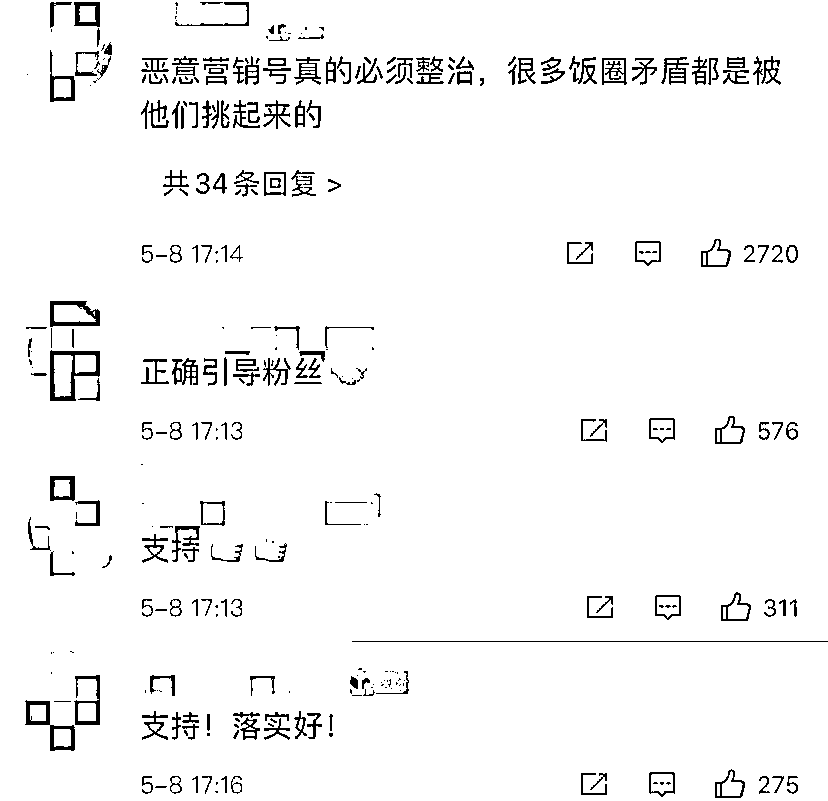 恶意营销号真的必须整治，很多饭圈矛盾都是被
他们挑起来的
共34条回复 >
5-8 17:14 2720
正确引导粉丝
5-8 17:13 576
支持
5-8 17:13 311
支持！落实好！
5-8 17:16 275